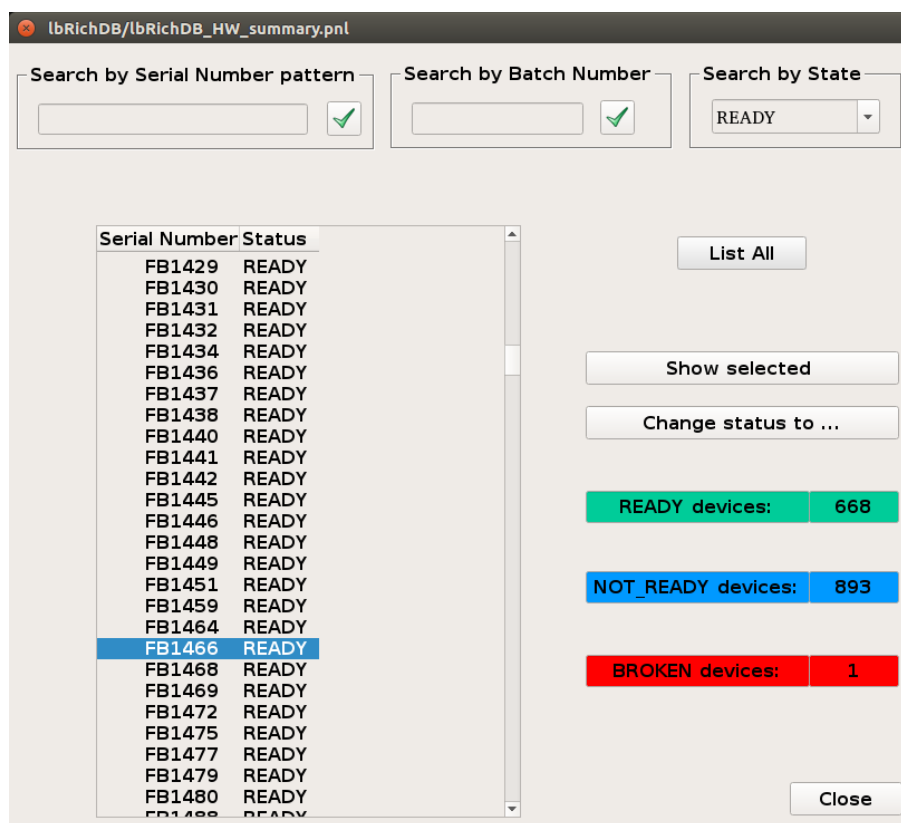 lbRichDB/lbRichDB_HW_summary.pnl
Search by Serial Number pattern
Search by Batch Number
Search by State
READY
Serial Number Status
FB1429 READY
FB1430 READY
FB1431 READY
FB1432 READY
FB1434 READY
FB1436 READY
FB1437 READY
FB1438 READY
FB1440 READY
FB1441 READY
FB1442 READY
FB1445 READY
FB1446 READY
FB1448 READY
FB1449 READY
FB1451 READY
FB1459 READY
FB1464 READY
FB1466 READY
FB1468 READY
FB1469 READY
FB1472 READY
FB1475 READY
FB1477 READY
FB1479 READY
FB1480 READY
List All
Show selected
Change status to ...
READY devices: 668
NOT_READY devices: 893
BROKEN devices: 1
Close